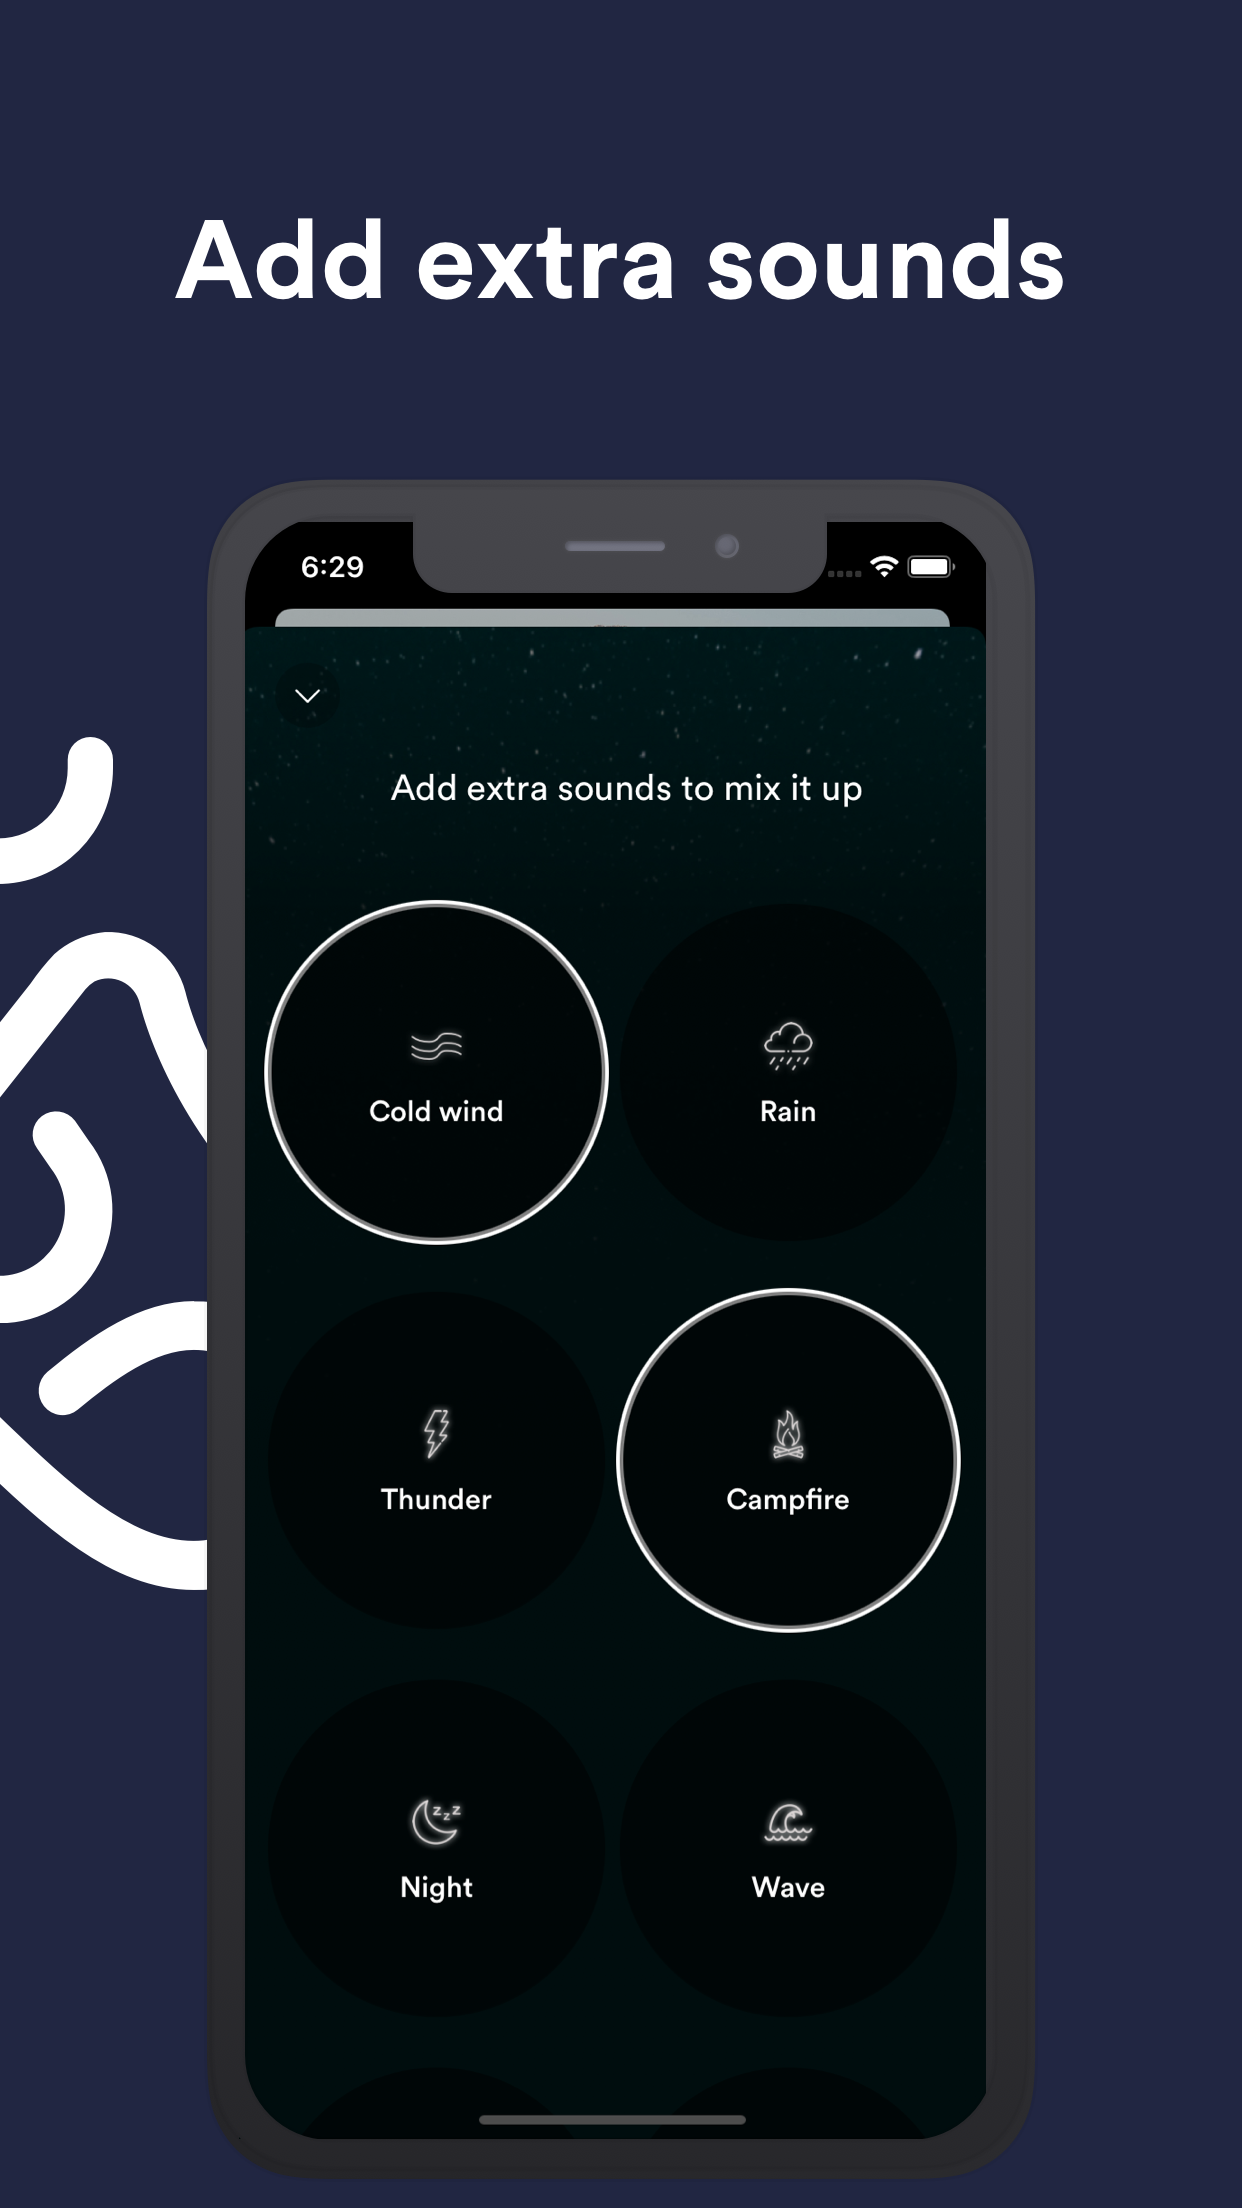 Add extra sounds
6:29
Add extra sounds to mix it up
Cold wind
Rain
Thunder
Campfire
Night
Wave